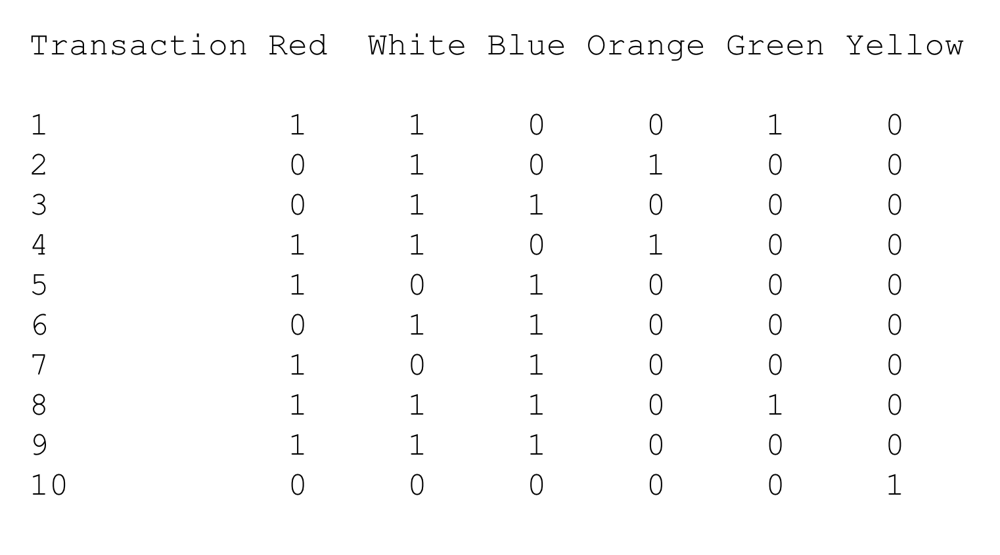 Transaction Red White Blue Orange Green Yellow
1 1 1 0 0 1 0
2 0 1 0 1 0 0
3 0 1 1 0 0 0
4 1 1 0 1 0 0
5 1 0 1 0 0 0
6 0 1 1 0 0 0
7 1 0 1 0 0 0
8 1 1 1 0 1 0
9 1 1 1 0 0 0
10 0 0 0 0 0 1